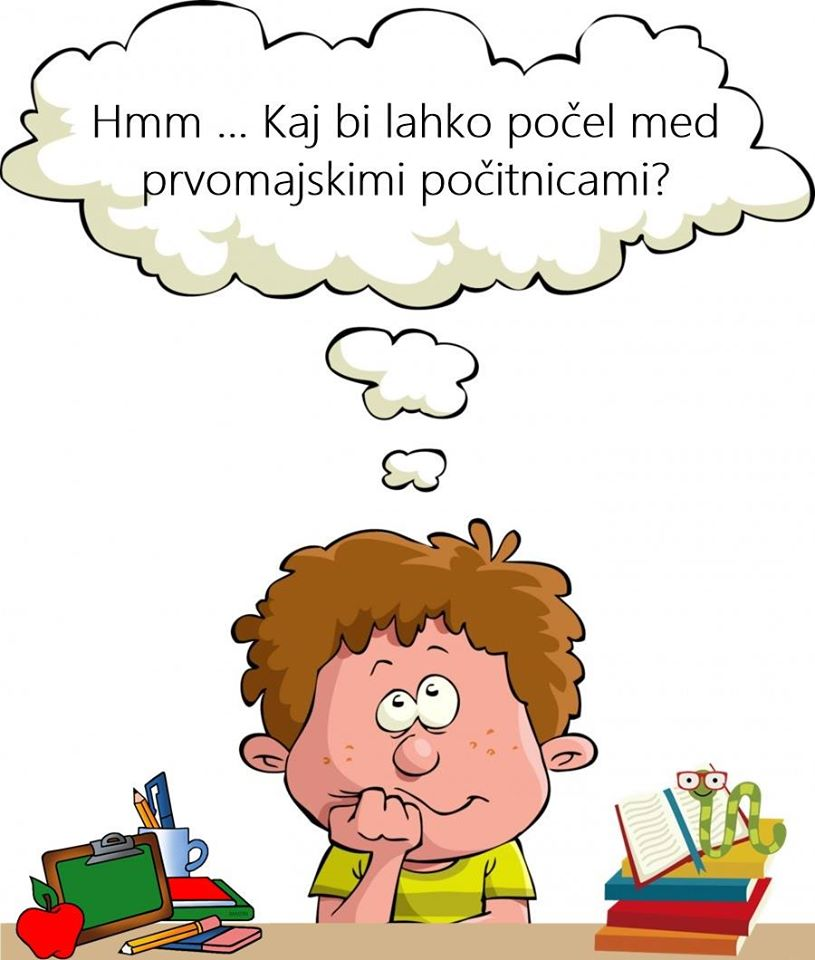 Hmm ... Kaj bi lahko počel med
prvomajskimi počitnicami?